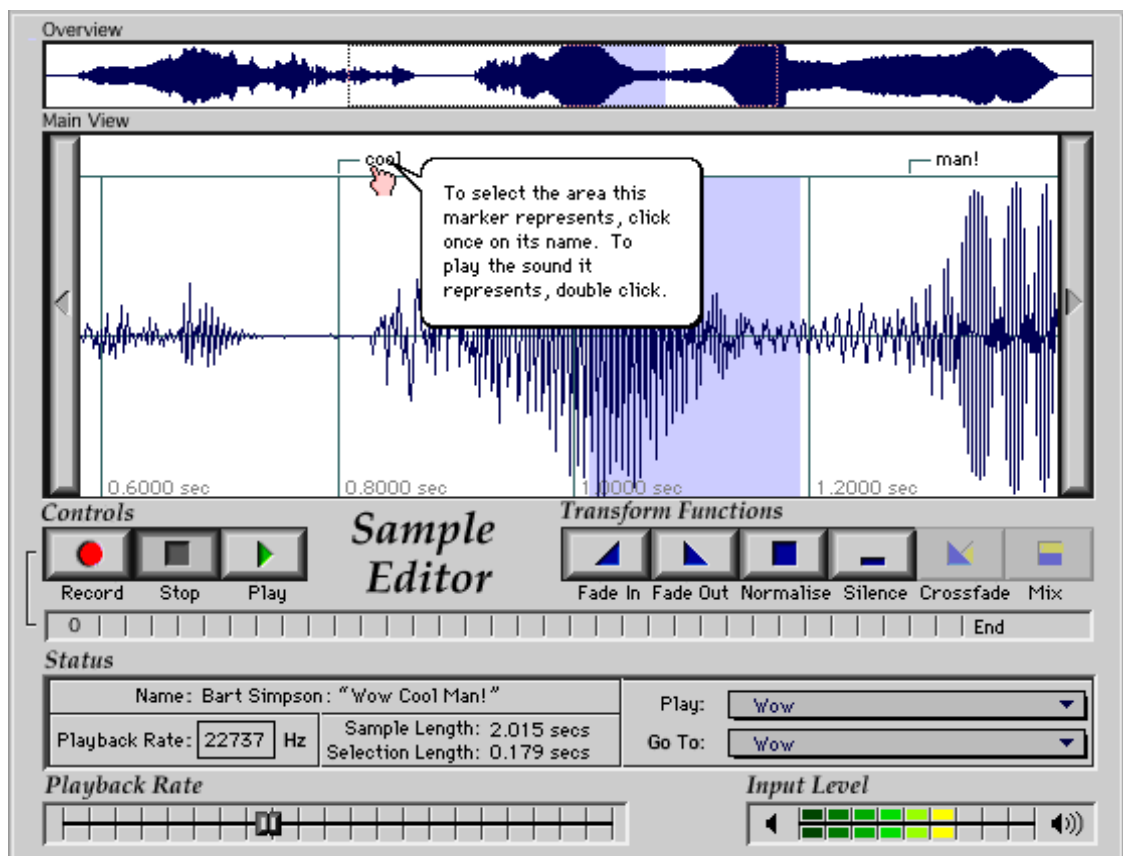 Overview
Main View
cool
man!
To select the area this
marker represents, click
once on its name. To
play the sound it
represents, double click.
0.6000 sec
0.8000 sec
1.0000 sec
1.2000 sec
Controls
Sample
Editor
Transform Functions
Record
Stop
Play
Fade In
Fade Out
Normalise
Silence
Crossfade
Mix
0
End
Status
Name: Bart Simpson: "Wow Cool Man!"
Playback Rate: 22737 Hz
Sample Length: 2.015 secs
Selection Length: 0.179 secs
Play: Wow
Go To: Wow
Playback Rate
Input Level